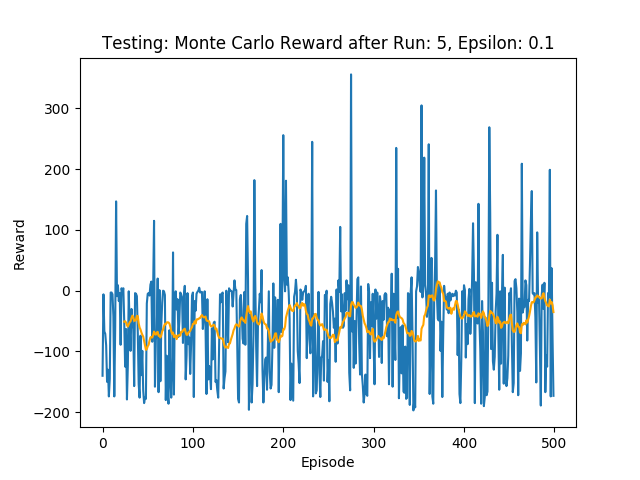 Testing: Monte Carlo Reward after Run: 5, Epsilon: 0.1
300
200
100
0
−100
−200
Reward
0 100 200 300 400 500
Episode